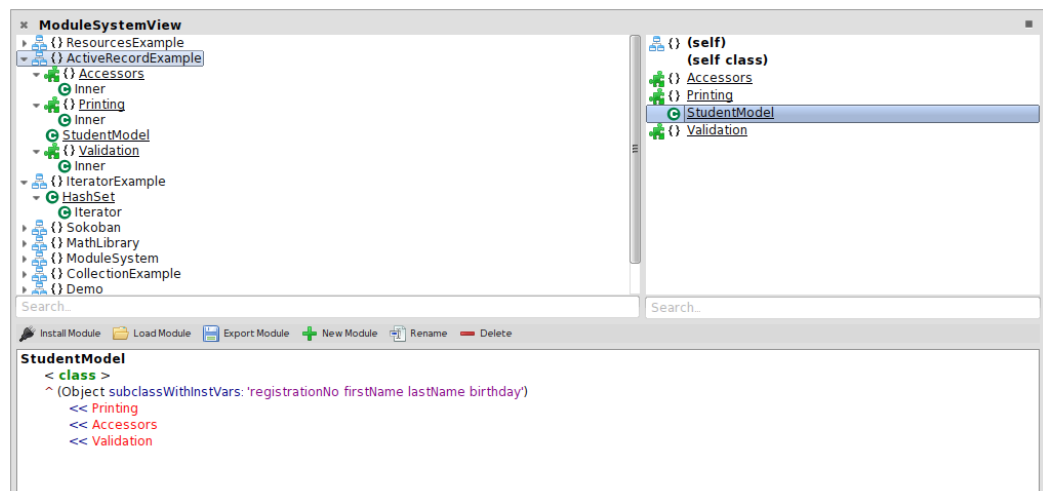 ModuleSystemView
{} ResourcesExample
{} ActiveRecordExample
{} Accessors
Inner
{} Printing
Inner
StudentModel
{} Validation
Inner
{} IteratorExample
HashSet
Iterator
{} Sokoban
{} MathLibrary
{} ModuleSystem
{} CollectionExample
{} Demo
Search..
{} (self)
(self class)
{} Accessors
{} Printing
StudentModel
{} Validation
Search..
Install Module Load Module Export Module New Module Rename Delete
StudentModel
< class >
^ (Object subclassWithInstVars: 'registrationNo firstName lastName birthday')
<< Printing
<< Accessors
<< Validation